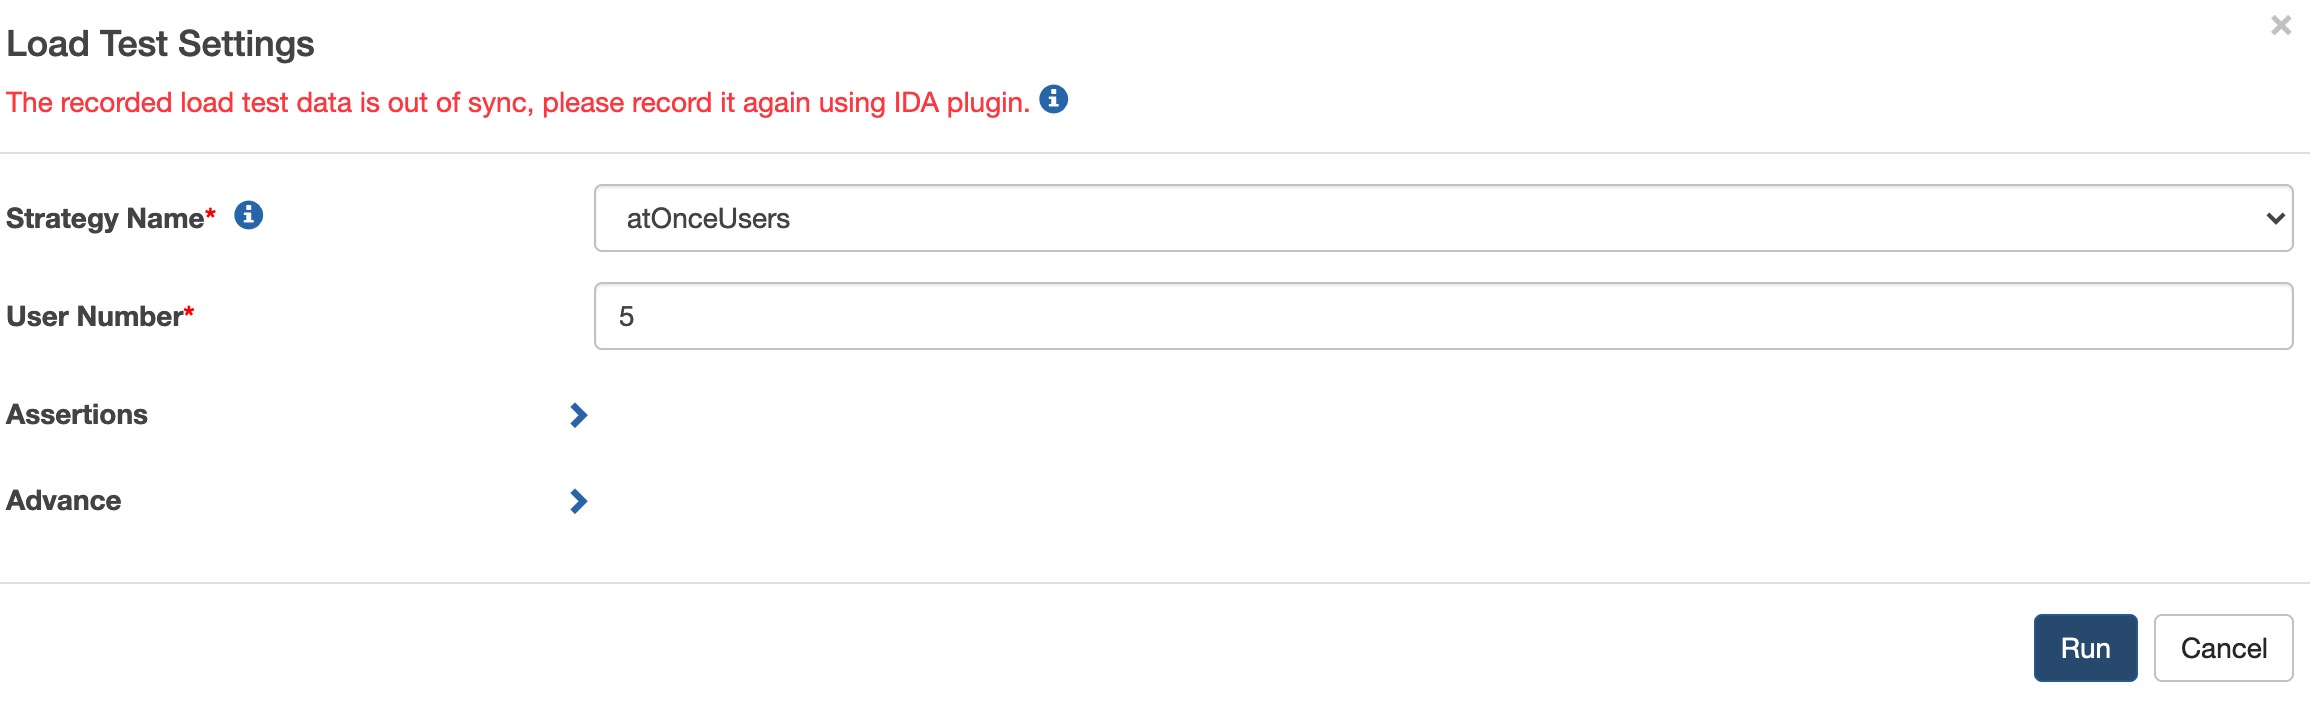 Load Test Settings
×
The recorded load test data is out of sync, please record it again using IDA plugin.
Strategy Name*
atOnceUsers
User Number*
5
Assertions
Advance
Run
Cancel